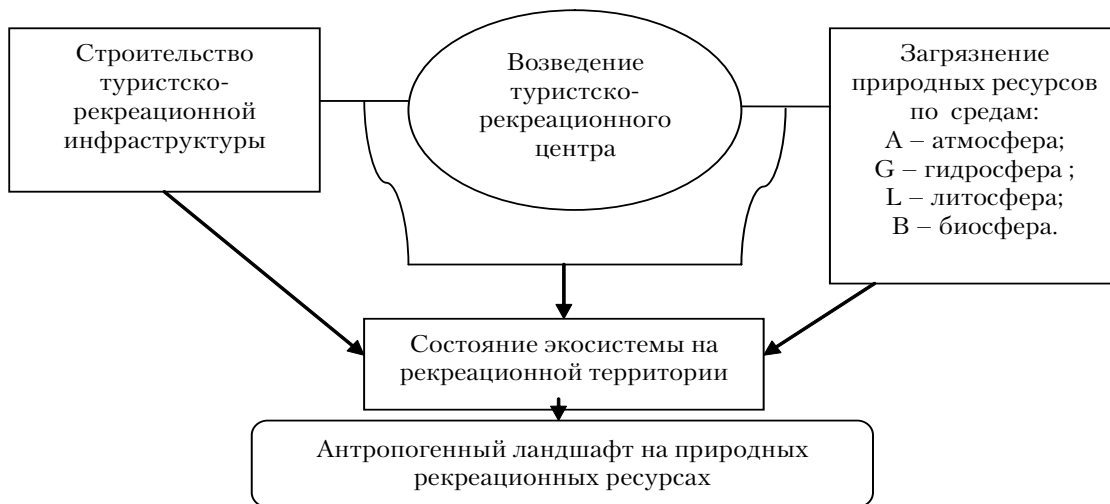 Строительство
туристско-
рекреационной
инфраструктуры
Возведение
туристско-
рекреационного
центра
Загрязнение
природных ресурсов
по средам:
А – атмосфера;
G – гидросфера ;
L – литосфера;
В – биосфера.
Состояние экосистемы на
рекреационной территории
Антропогенный ландшафт на природных
рекреационных ресурсах